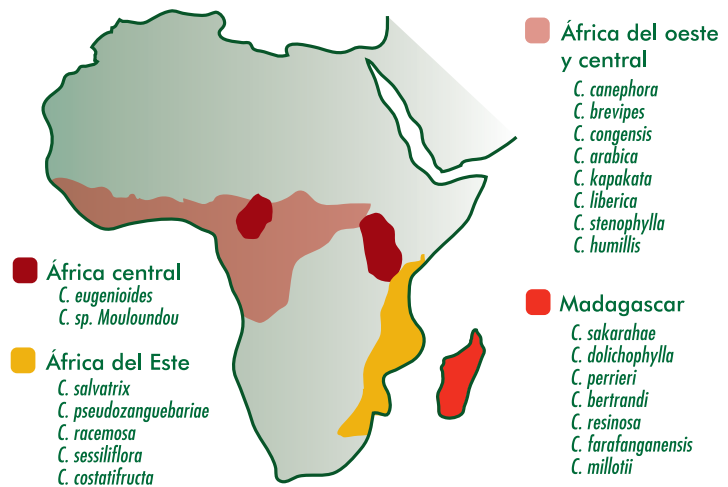 África del oeste
y central
C. canephora
C. brevipes
C. congensis
C. arabica
C. kapakata
C. liberica
C. stenophylla
C. humillis
África central
C. eugenioides
C. sp. Mouloundou
África del Este
C. salvatrix
C. pseudozanguebariae
C. racemosa
C. sessiliflora
C. costatifructa
Madagascar
C. sakarahae
C. dolichophylla
C. perrieri
C. bertrandi
C. resinosa
C. farafanganensis
C. millotii